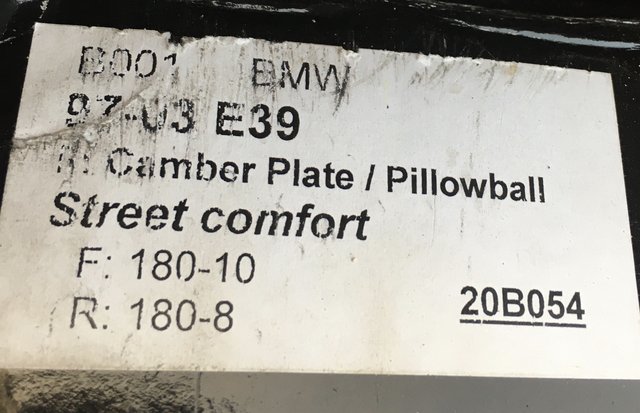 B001 BMW
97-03 E39
Camber Plate / Pillowball
Street comfort
F: 180-10
R: 180-8
20B054